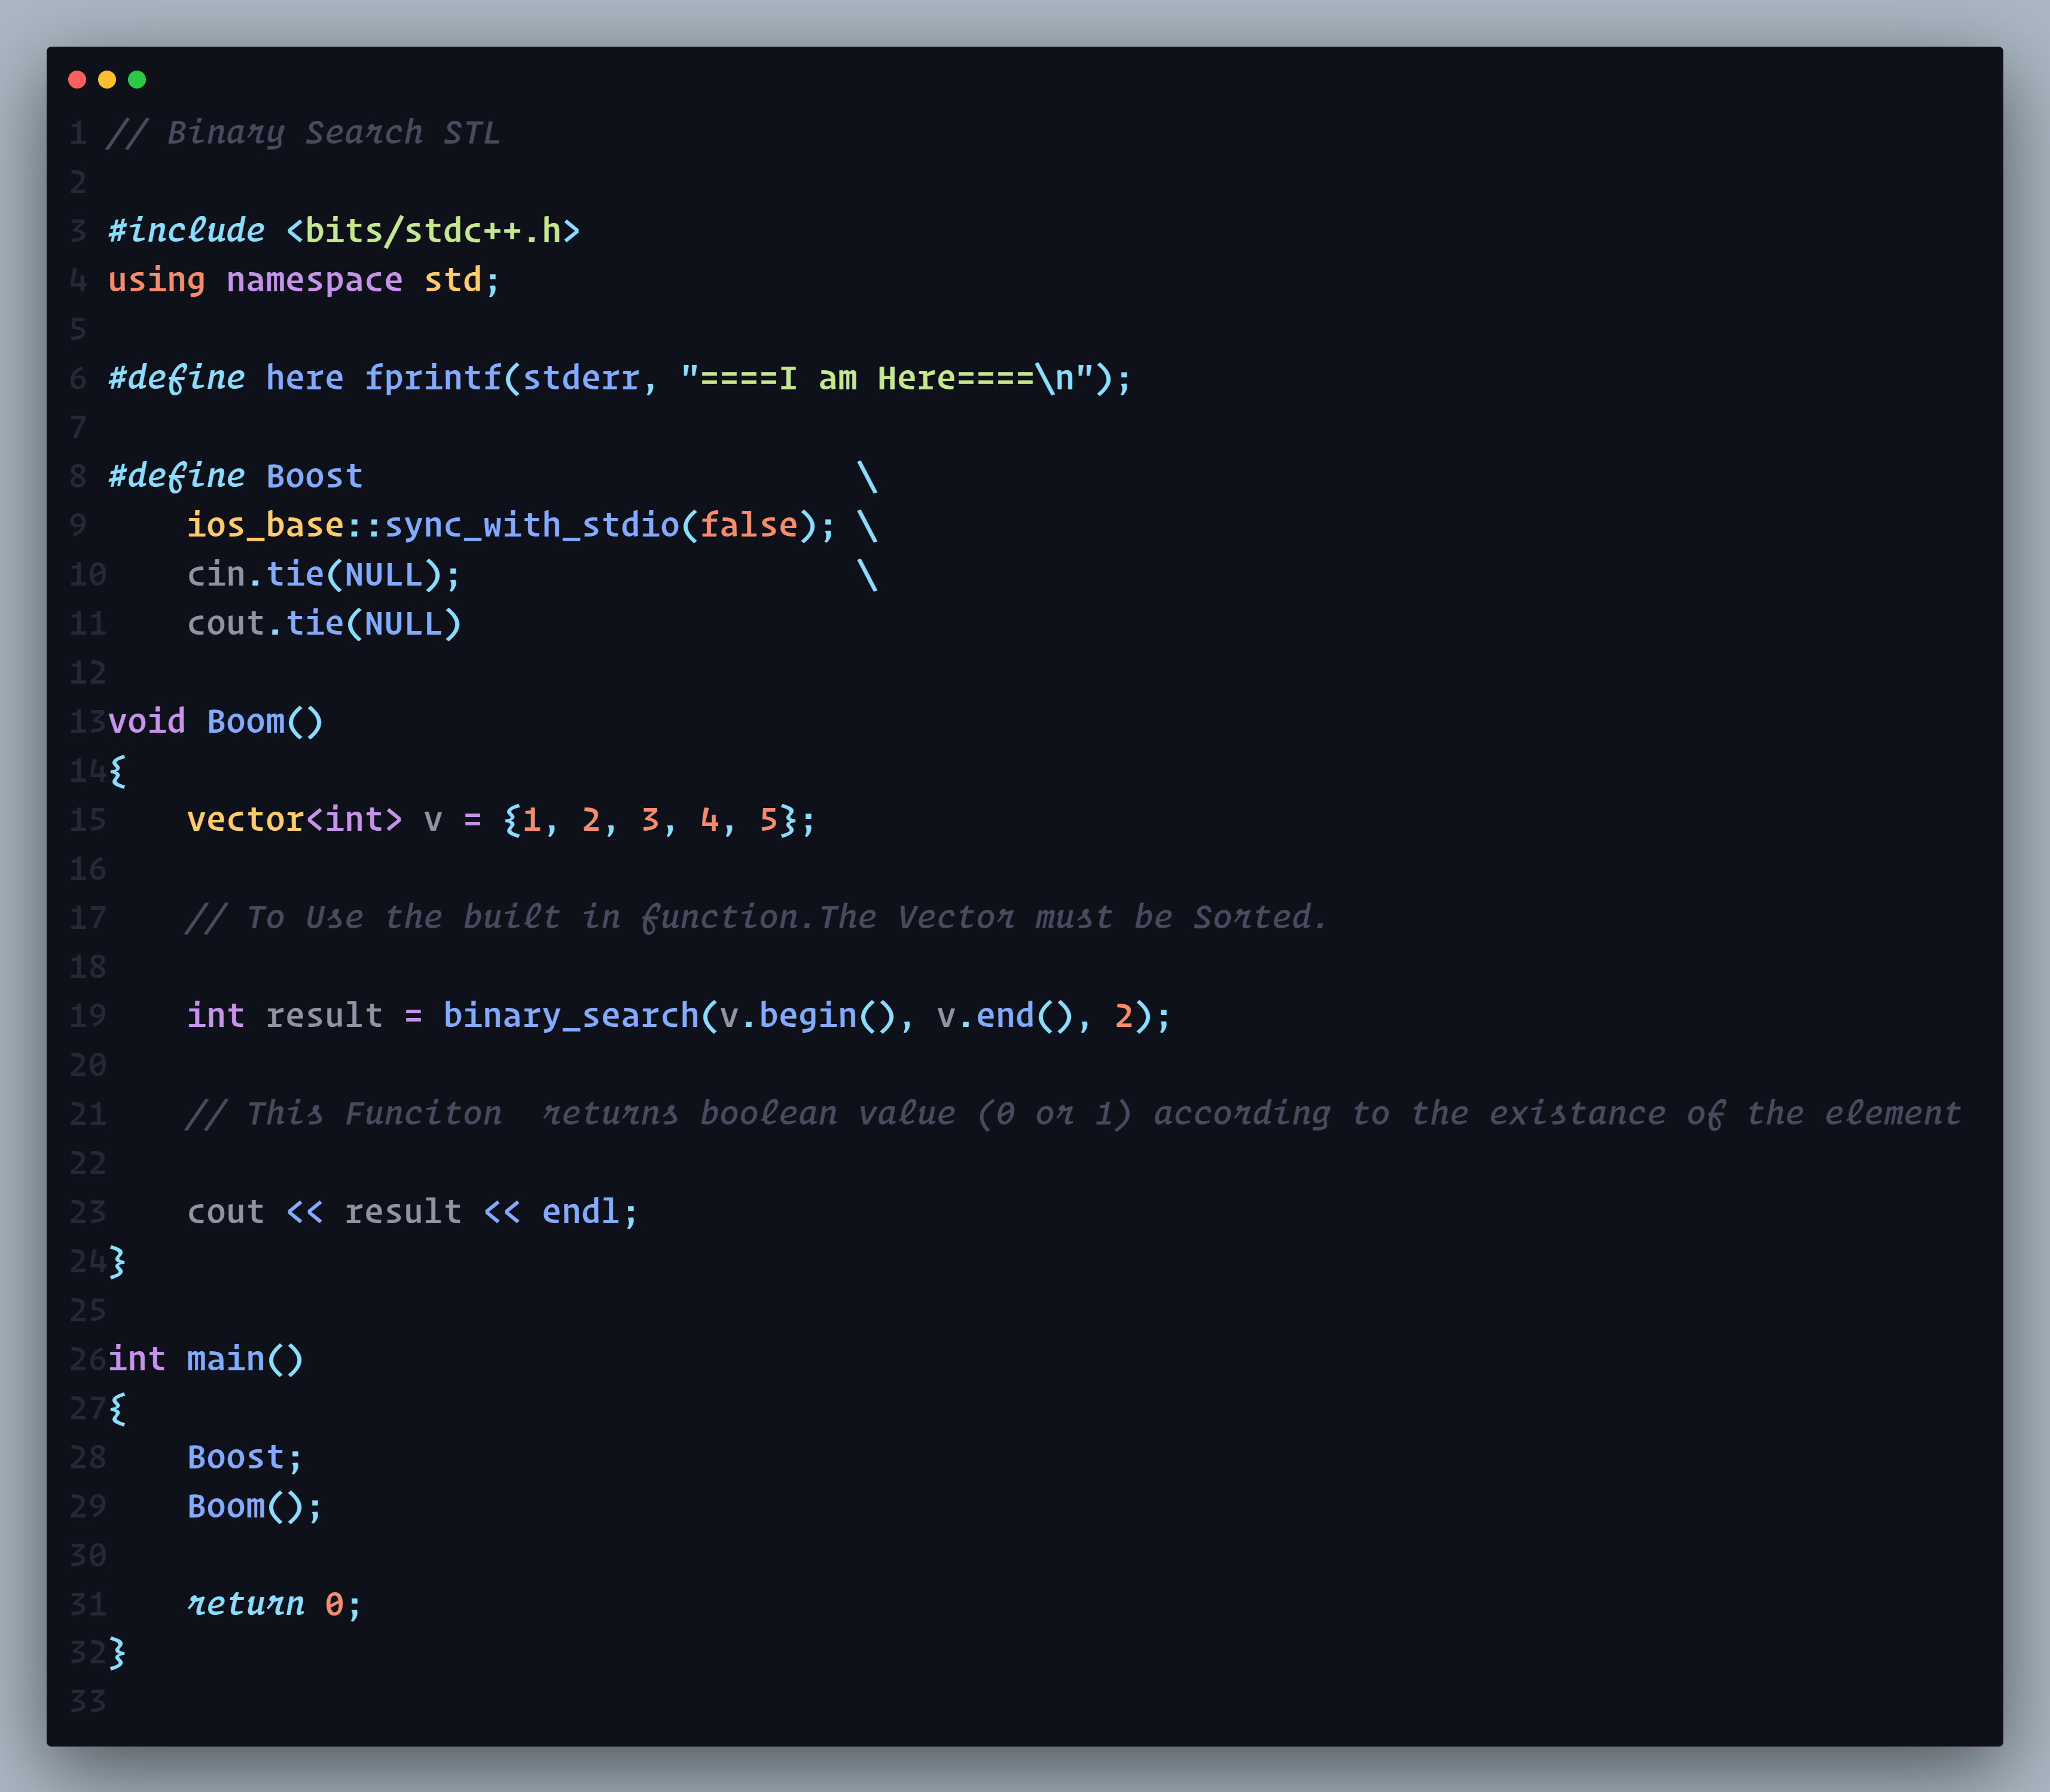 1 // Binary Search STL
2
3 #include <bits/stdc++.h>
4 using namespace std;
5
6 #define here fprintf(stderr, "====I am Here====\n");
7
8 #define Boost                         \
9     ios_base::sync_with_stdio(false); \
10    cin.tie(NULL);                    \
11    cout.tie(NULL)
12
13 void Boom()
14 {
15    vector<int> v = {1, 2, 3, 4, 5};
16
17    // To Use the built in function.The Vector must be Sorted.
18
19    int result = binary_search(v.begin(), v.end(), 2);
20
21    // This Funciton  returns boolean value (0 or 1) according to the existance of the element
22
23    cout << result << endl;
24 }
25
26 int main()
27 {
28    Boost;
29    Boom();
30
31    return 0;
32 }
33